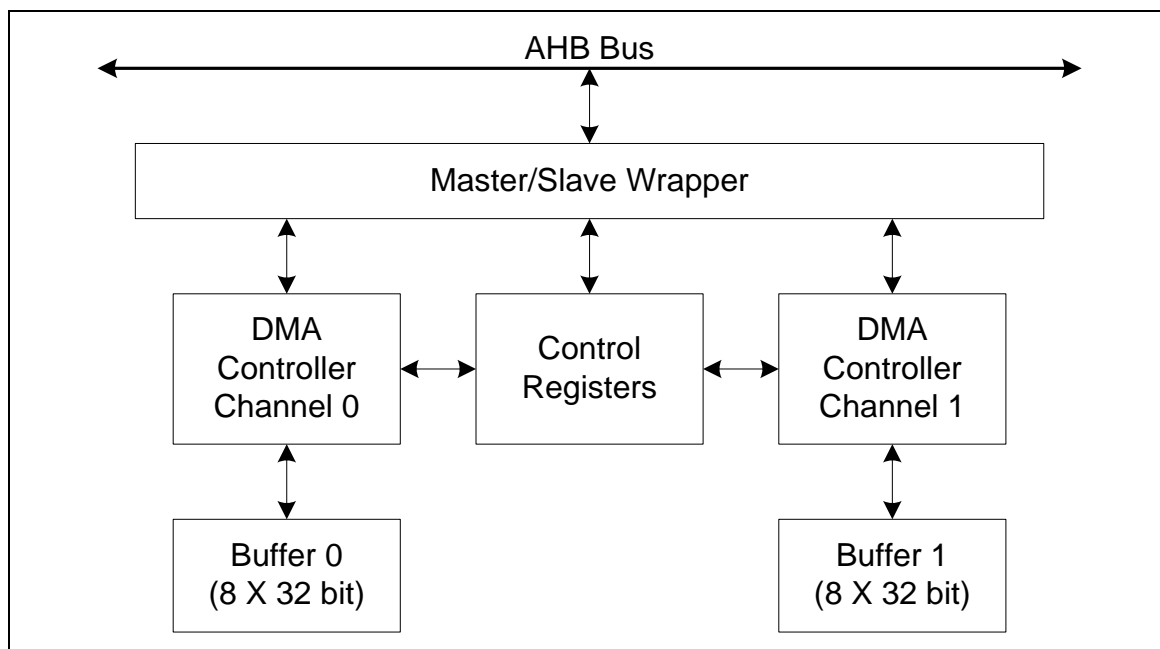 AHB Bus
Master/Slave Wrapper
DMA
Controller
Channel 0
Control
Registers
DMA
Controller
Channel 1
Buffer 0
(8 X 32 bit)
Buffer 1
(8 X 32 bit)